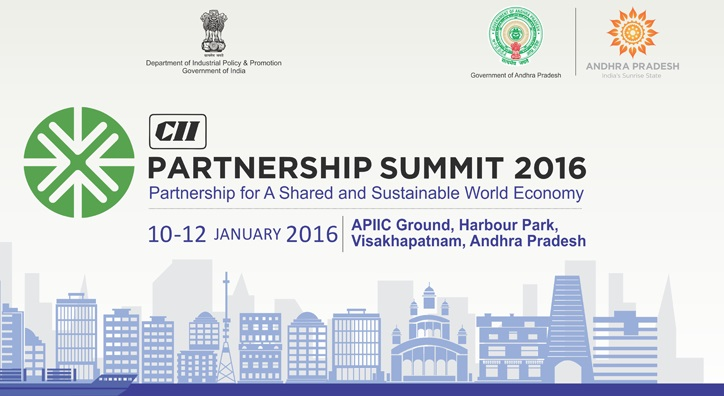 Department of Industrial Policy & Promotion
Government of India
Government of Andhra Pradesh
ANDHRA PRADESH
India's Sunrise State
CII
PARTNERSHIP SUMMIT 2016
Partnership for A Shared and Sustainable World Economy
10-12 JANUARY 2016
APIIC Ground, Harbour Park,
Visakhapatnam, Andhra Pradesh